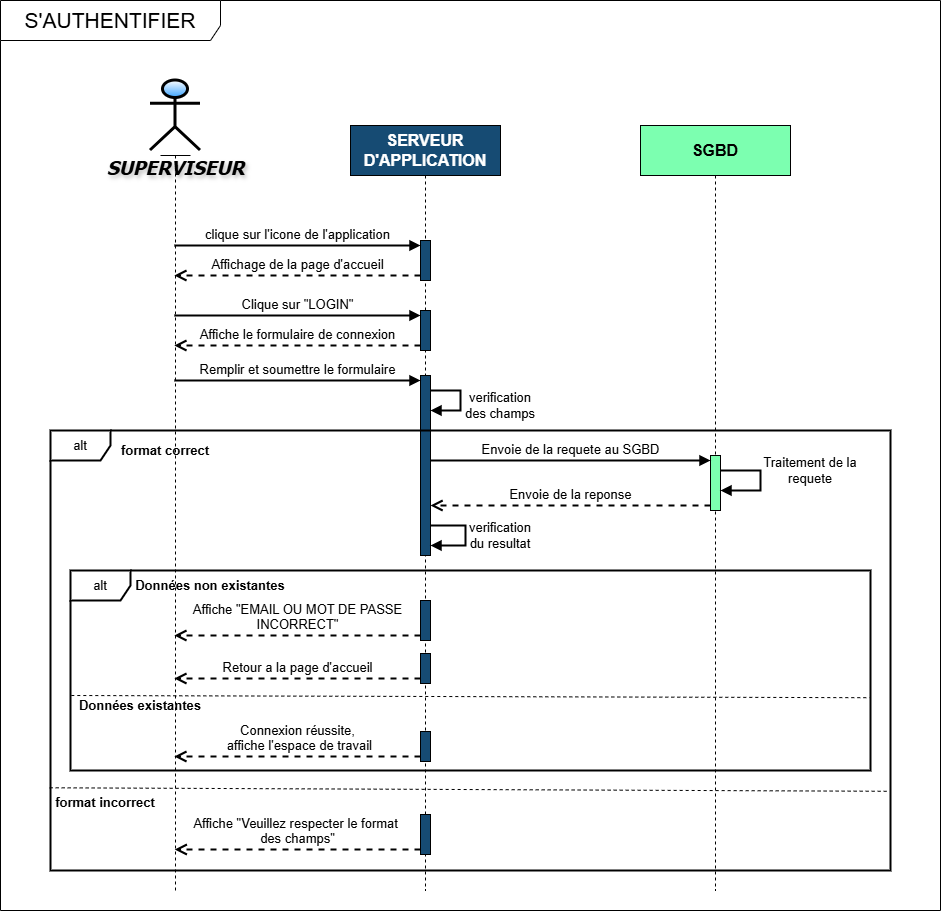 S'AUTHENTIFIER
SUPERVISEUR
SERVEUR
D'APPLICATION
SGBD
clique sur l'icone de l'application
Affichage de la page d'accueil
Clique sur "LOGIN"
Affiche le formulaire de connexion
Remplir et soumettre le formulaire
verification
des champs
alt
format correct
Envoie de la requete au SGBD
Traitement de la
requete
Envoie de la reponse
verification
du resultat
alt
Données non existantes
Affiche "EMAIL OU MOT DE PASSE
INCORRECT"
Retour a la page d'accueil
Données existantes
Connexion réussite,
affiche l'espace de travail
format incorrect
Affiche "Veuillez respecter le format
des champs"